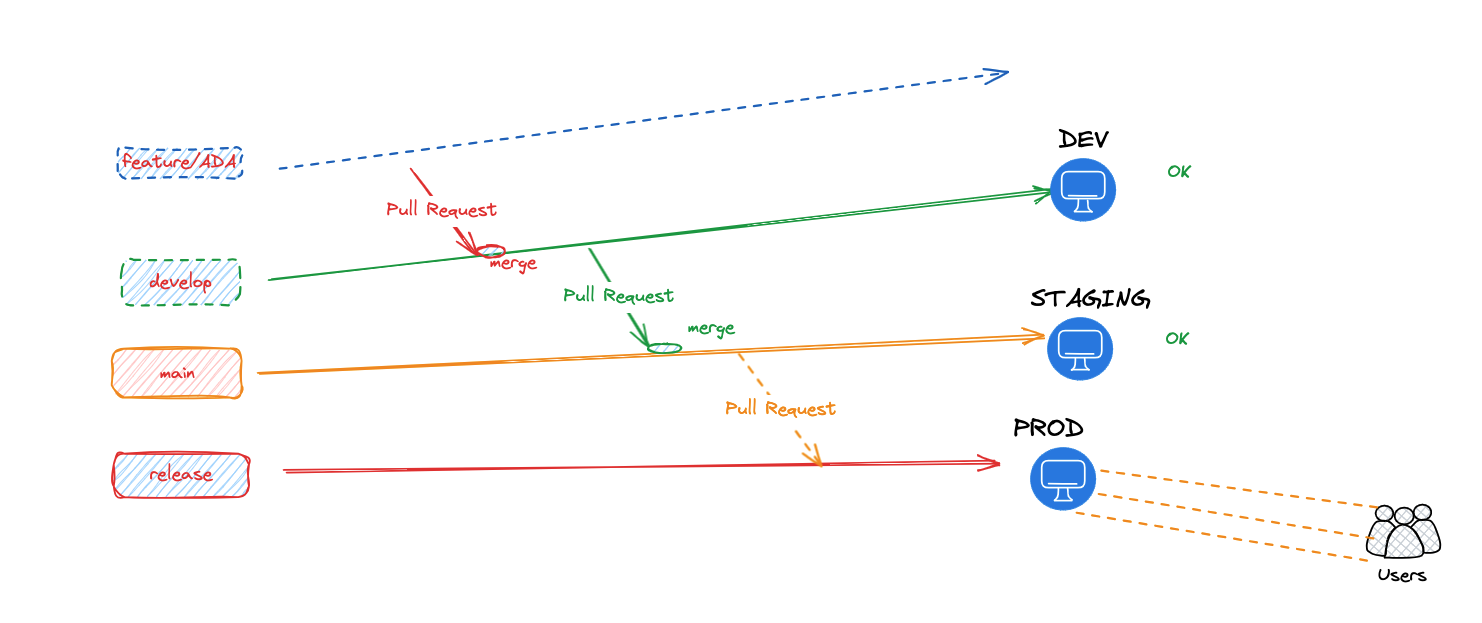 DEV
feature/ADA
OK
Pull Request
merge
develop
Pull Request
STAGING
merge
OK
main
Pull Request
PROD
release
Users